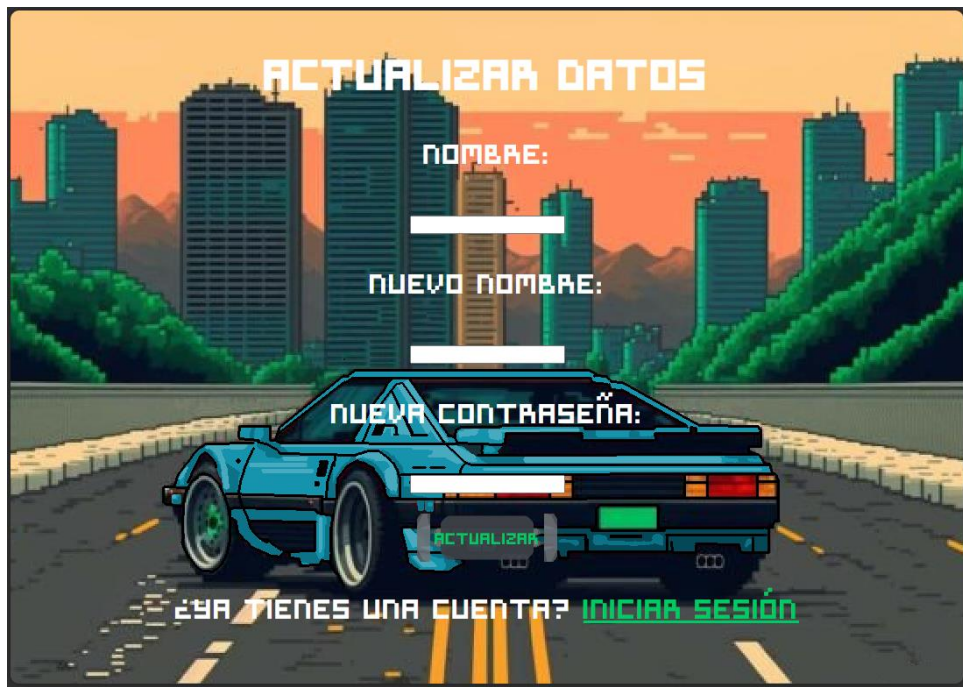 ACTUALIZAR DATOS
NOMBRE:
NUEVO NOMBRE:
NUEVA CONTRASEÑA:
ACTUALIZAR
¿YA TIENES UNA CUENTA? INICIAR SESIÓN